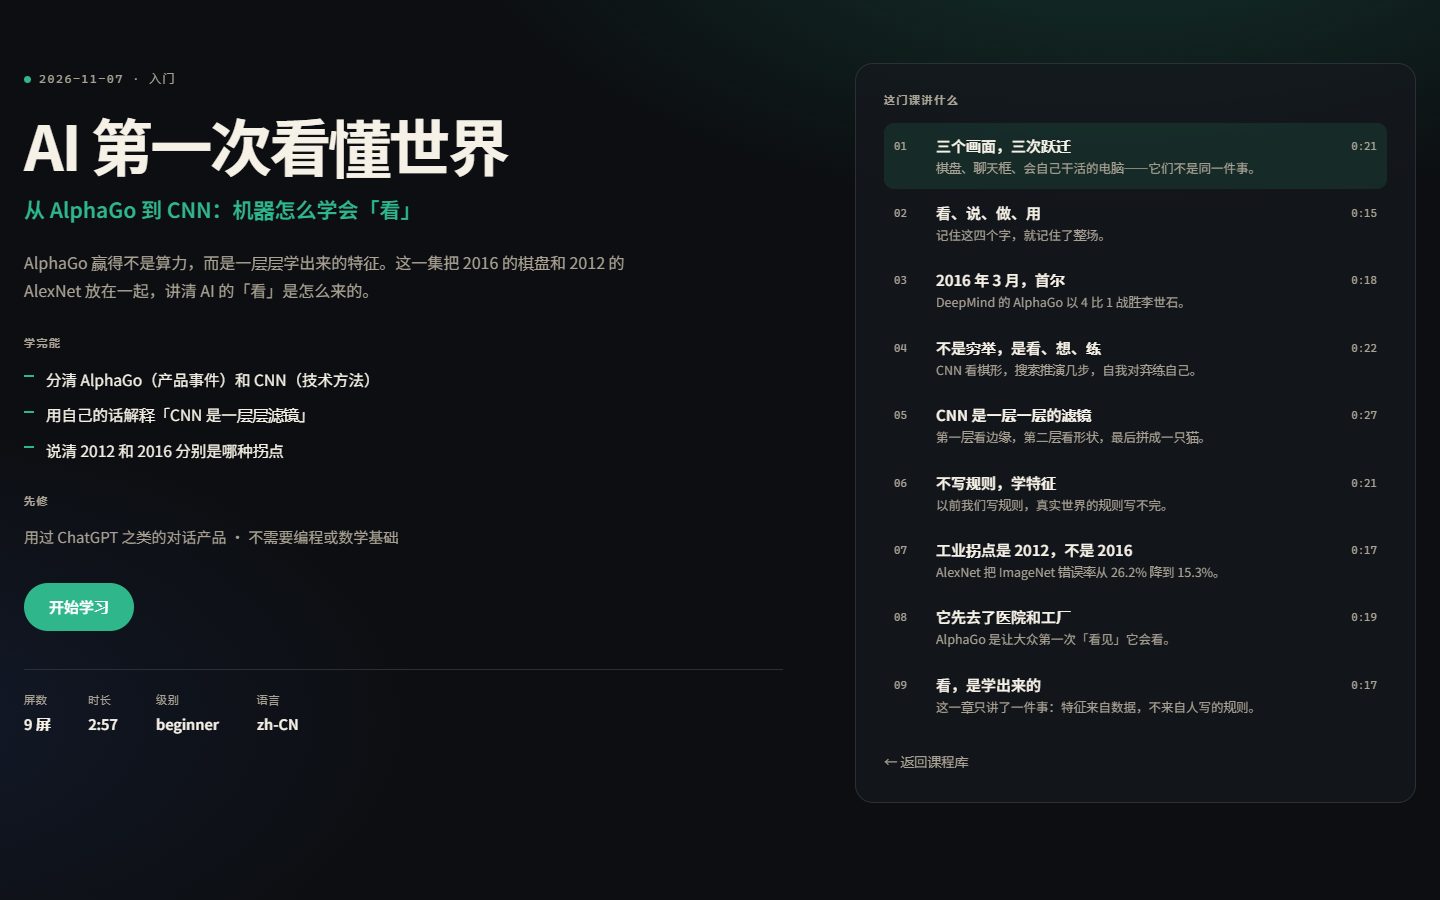 2026-11-07 · 入门
AI 第一次看懂世界
从 AlphaGo 到 CNN：机器怎么学会「看」
AlphaGo 赢得不是算力，而是一层层学出来的特征。这一集把 2016 的棋盘和 2012 的
AlexNet 放在一起，讲清 AI 的「看」是怎么来的。
学完能
分清 AlphaGo（产品事件）和 CNN（技术方法）
用自己的话解释「CNN 是一层层滤镜」
说清 2012 和 2016 分别是哪种拐点
先修
用过 ChatGPT 之类的对话产品 · 不需要编程或数学基础
开始学习
屏数 时长 级别 语言
9 屏 2:57 beginner zh-CN
这门课讲什么
01 三个画面，三次跃迁 0:21
棋盘、聊天框、会自己干活的电脑——它们不是同一件事。
02 看、说、做、用 0:15
记住这四个字，就记住了整场。
03 2016 年 3 月，首尔 0:18
DeepMind 的 AlphaGo 以 4 比 1 战胜李世石。
04 不是穷举，是看、想、练 0:22
CNN 看棋形，搜索推演几步，自我对弈练自己。
05 CNN 是一层一层的滤镜 0:27
第一层看边缘，第二层看形状，最后拼成一只猫。
06 不写规则，学特征 0:21
以前我们写规则，真实世界的规则写不完。
07 工业拐点是 2012，不是 2016 0:17
AlexNet 把 ImageNet 错误率从 26.2% 降到 15.3%。
08 它先去了医院和工厂 0:19
AlphaGo 是让大众第一次「看见」它会看。
09 看，是学出来的 0:17
这一章只讲了一件事：特征来自数据，不来自人写的规则。
← 返回课程库